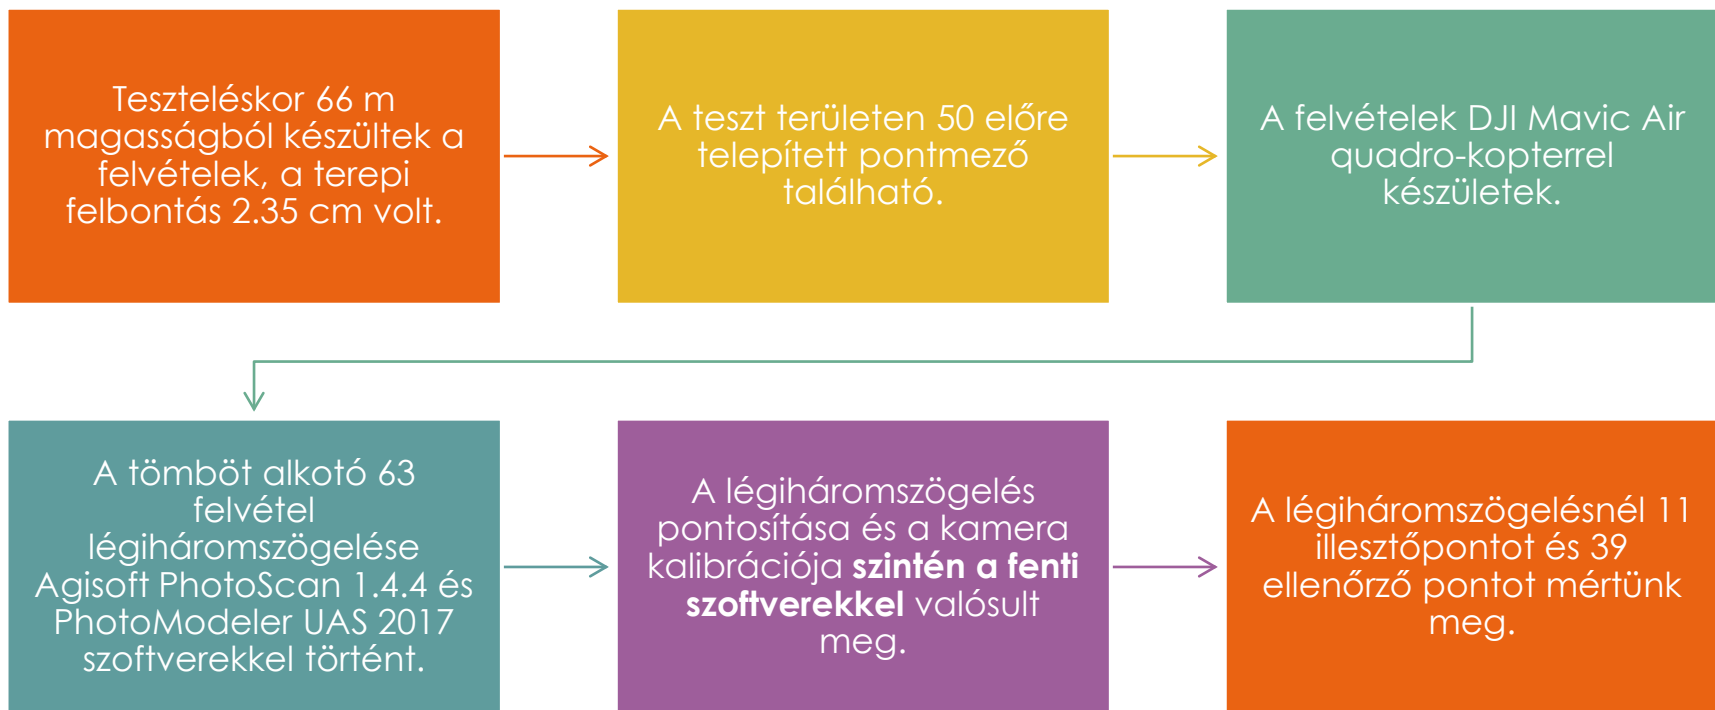 Teszteléskor 66 m
magasságból készültek a
felvételek, a terepi
felbontás 2.35 cm volt.
A teszt területen 50 előre
telepített pontmező
található.
A felvételek DJI Mavic Air
quadro-kopterrel
készületek.
A tömböt alkotó 63
felvétel
légiháromszögelése
Agisoft PhotoScan 1.4.4 és
PhotoModeler UAS 2017
szoftverekkel történt.
A légiháromszögelés
pontosítása és a kamera
kalibrációja szintén a fenti
szoftverekkel valósult
meg.
A légiháromszögelésnél 11
illesztőpontot és 39
ellenőrző pontot mértünk
meg.